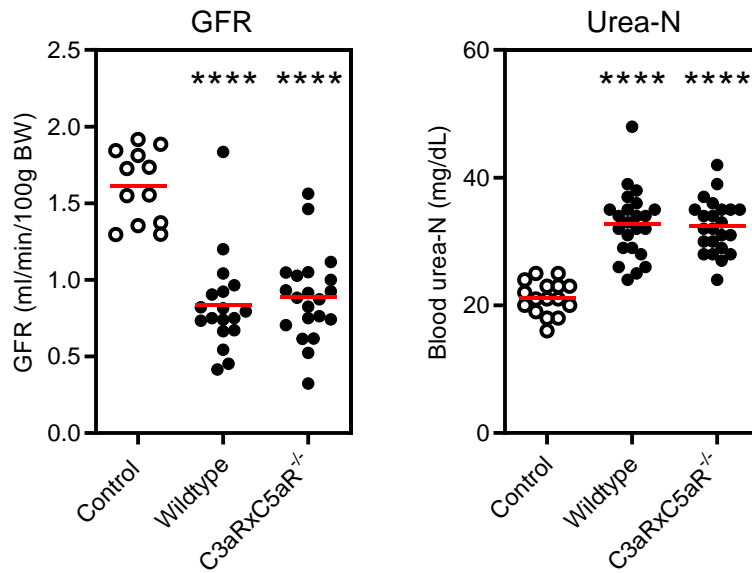 GFR
GFR (ml/min/100g BW)
2.5
2.0
1.5
1.0
0.5
0.0
**** ****
Control
Wildtype
C3aRxC5aR-/-
Urea-N
Blood urea-N (mg/dL)
60
40
20
0
**** ****
Control
Wildtype
C3aRxC5aR-/-